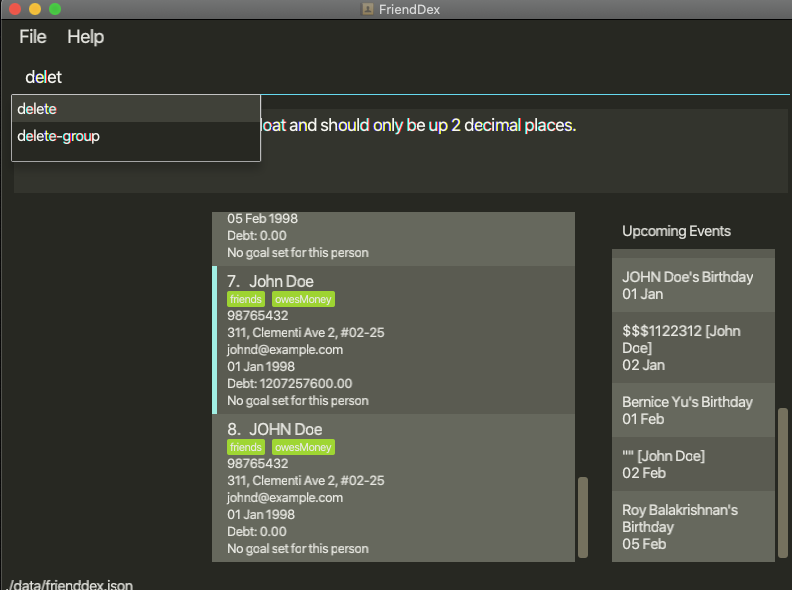 FriendDex
File Help
delet
delete
delete-group
loat and should only be up 2 decimal places.
05 Feb 1998
Debt: 0.00
No goal set for this person
7. John Doe
friends owesMoney
98765432
311, Clementi Ave 2, #02-25
johnd@example.com
01 Jan 1998
Debt: 1207257600.00
No goal set for this person
8. JOHN Doe
friends owesMoney
98765432
311, Clementi Ave 2, #02-25
johnd@example.com
01 Jan 1998
Debt: 0.00
No goal set for this person
Upcoming Events
JOHN Doe's Birthday
01 Jan
$$$1122312 [John
Doe]
02 Jan
Bernice Yu's Birthday
01 Feb
"" [John Doe]
02 Feb
Roy Balakrishnan's
Birthday
05 Feb
./data/frienddex.json